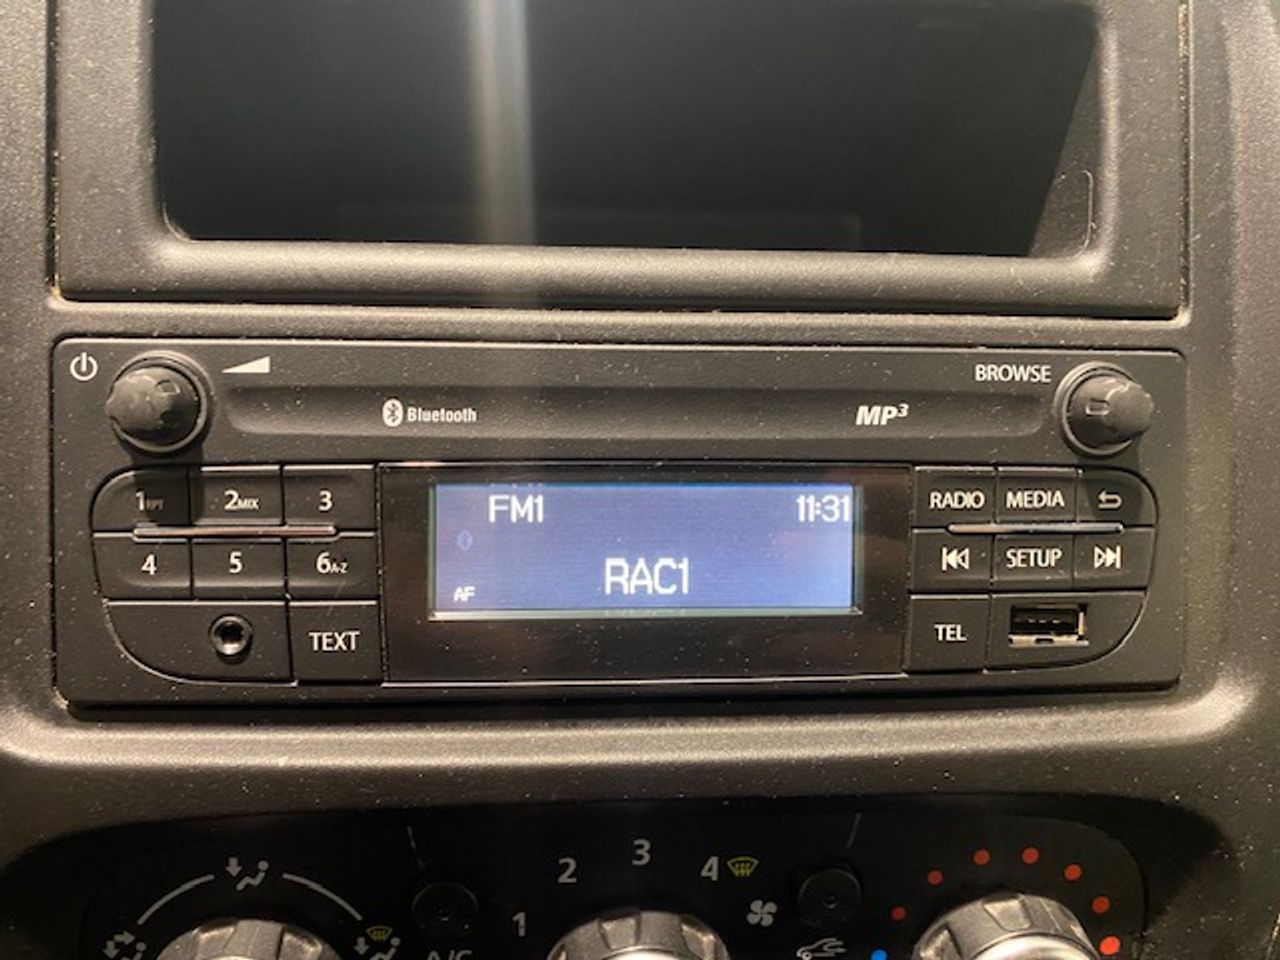 BROWSE
Bluetooth
MP3
1RPT 2MIX 3
FM1 11:31
RADIO MEDIA
4 5 6A-Z
AF
RAC1
SETUP
TEXT
TEL
1 2 3 4
A/C